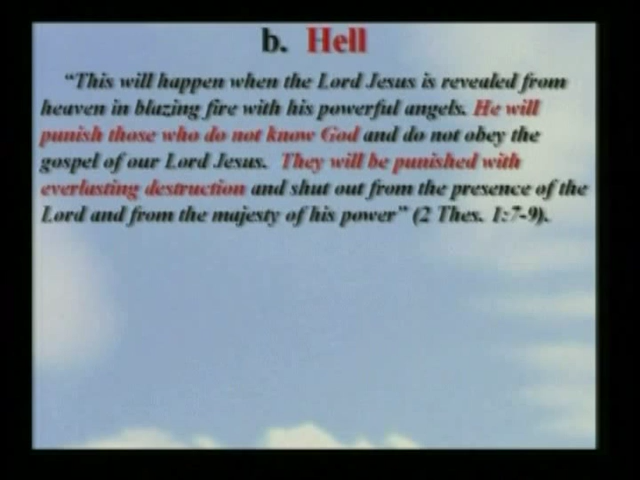 b. Hell
“This will happen when the Lord Jesus is revealed from
heaven in blazing fire with his powerful angels. He will
punish those who do not know God and do not obey the
gospel of our Lord Jesus. They will be punished with
everlasting destruction and shut out from the presence of the
Lord and from the majesty of his power” (2 Thes. 1:7-9).